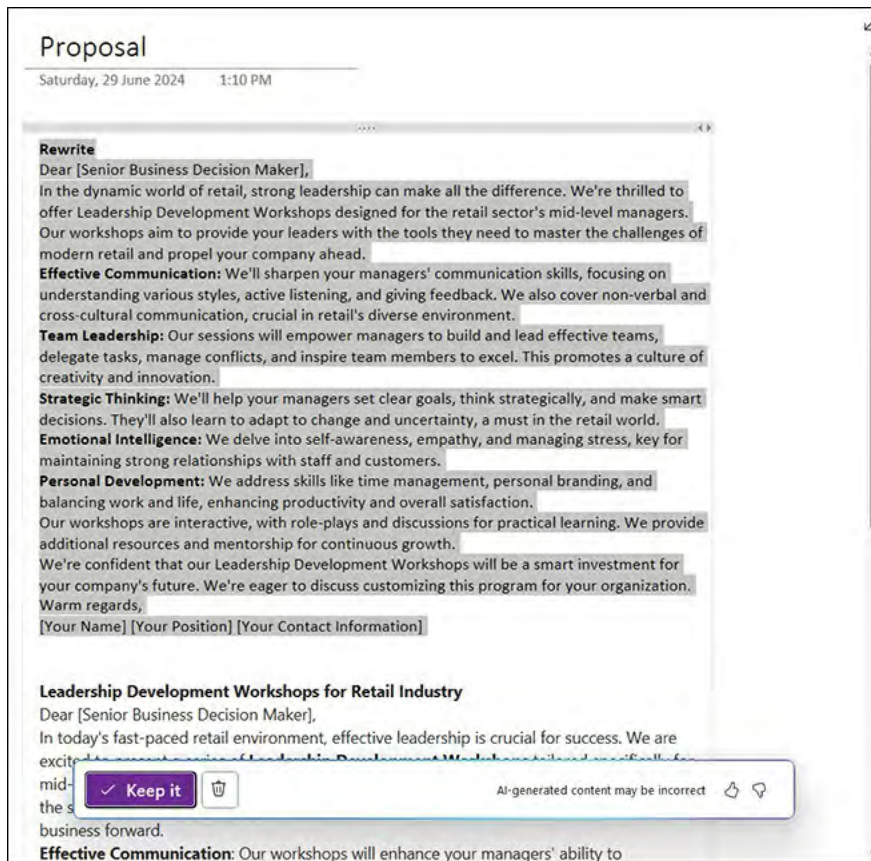 Proposal
Saturday, 29 June 2024 1:10 PM
Rewrite
Dear [Senior Business Decision Maker],
In the dynamic world of retail, strong leadership can make all the difference. We're thrilled to
offer Leadership Development Workshops designed for the retail sector's mid-level managers.
Our workshops aim to provide your leaders with the tools they need to master the challenges of
modern retail and propel your company ahead.
Effective Communication: We'll sharpen your managers' communication skills, focusing on
understanding various styles, active listening, and giving feedback. We also cover non-verbal and
cross-cultural communication, crucial in retail's diverse environment.
Team Leadership: Our sessions will empower managers to build and lead effective teams,
delegate tasks, manage conflicts, and inspire team members to excel. This promotes a culture of
creativity and innovation.
Strategic Thinking: We'll help your managers set clear goals, think strategically, and make smart
decisions. They'll also learn to adapt to change and uncertainty, a must in the retail world.
Emotional Intelligence: We delve into self-awareness, empathy, and managing stress, key for
maintaining strong relationships with staff and customers.
Personal Development: We address skills like time management, personal branding, and
balancing work and life, enhancing productivity and overall satisfaction.
Our workshops are interactive, with role-plays and discussions for practical learning. We provide
additional resources and mentorship for continuous growth.
We're confident that our Leadership Development Workshops will be a smart investment for
your company's future. We're eager to discuss customizing this program for your organization.
Warm regards,
[Your Name] [Your Position] [Your Contact Information]
Leadership Development Workshops for Retail Industry
Dear [Senior Business Decision Maker],
In today's fast-paced retail environment, effective leadership is crucial for success. We are
excited to present a series of Leadership Development Workshops tailored specifically for
mid-
Keep it
AI-generated content may be incorrect
the s
business forward.
Effective Communication: Our workshops will enhance your managers' ability to